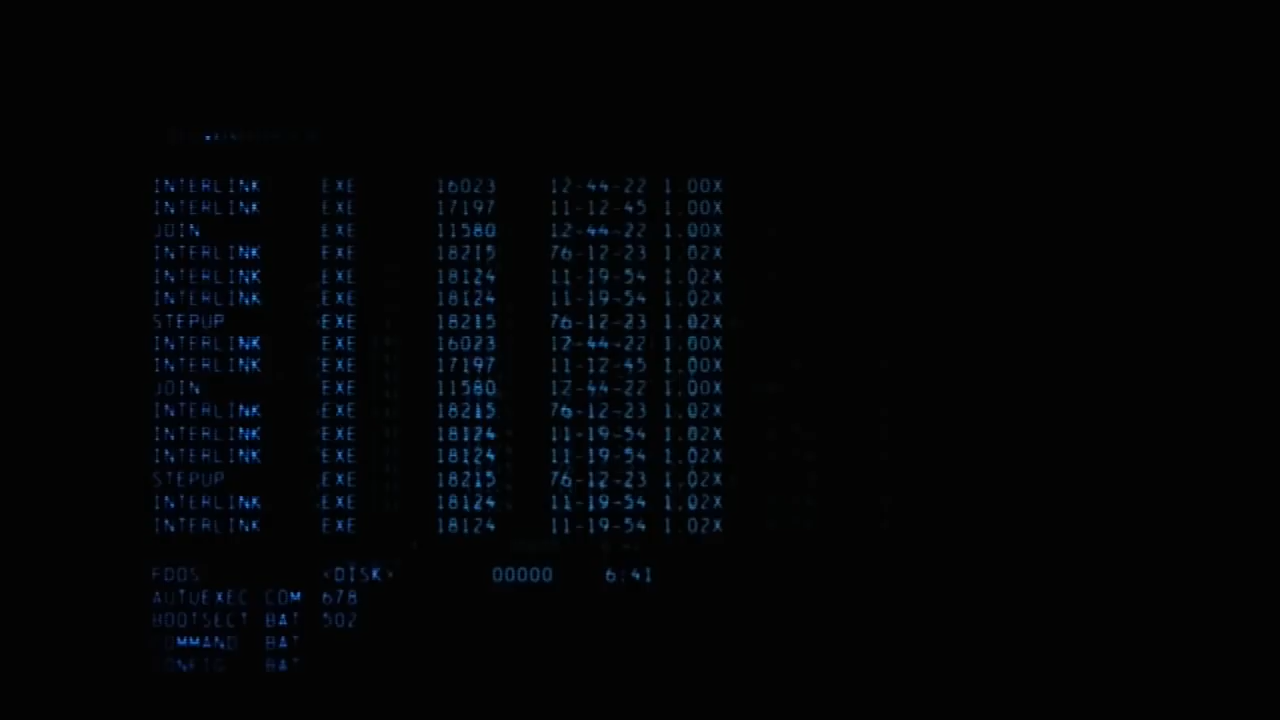 INTERLINK EXE 16023 12-44-22 1.00X
INTERLINK EXE 17197 11-12-45 1.00X
JOIN EXE 11580 12-44-22 1.00X
INTERLINK EXE 18215 76-12-23 1.02X
INTERLINK EXE 18124 11-19-54 1.02X
INTERLINK EXE 18124 11-19-54 1.02X
STEPUP EXE 18215 76-12-23 1.02X
INTERLINK EXE 16023 12-44-22 1.00X
INTERLINK EXE 17197 11-12-45 1.00X
JOIN EXE 11580 12-44-22 1.00X
INTERLINK EXE 18215 76-12-23 1.02X
INTERLINK EXE 18124 11-19-54 1.02X
INTERLINK EXE 18124 11-19-54 1.02X
STEPUP EXE 18215 76-12-23 1.02X
INTERLINK EXE 18124 11-19-54 1.02X
INTERLINK EXE 18124 11-19-54 1.02X
FDOS <DISK> 00000 6:41
AUTUEXEC COM 678
BOOTSECT BAT 502
COMMAND BAT
CONFIG BAT